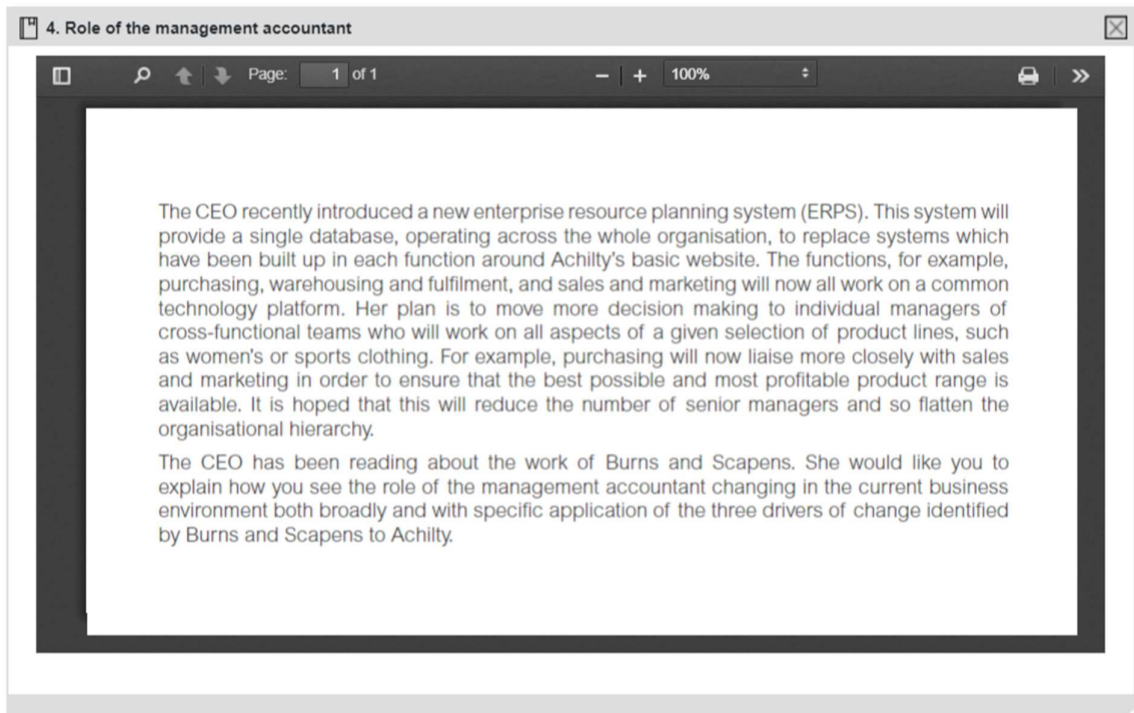 4. Role of the management accountant
Page: 1 of 1
100%
The CEO recently introduced a new enterprise resource planning system (ERPS). This system will
provide a single database, operating across the whole organisation, to replace systems which
have been built up in each function around Achilty's basic website. The functions, for example,
purchasing, warehousing and fulfilment, and sales and marketing will now all work on a common
technology platform. Her plan is to move more decision making to individual managers of
cross-functional teams who will work on all aspects of a given selection of product lines, such
as women's or sports clothing. For example, purchasing will now liaise more closely with sales
and marketing in order to ensure that the best possible and most profitable product range is
available. It is hoped that this will reduce the number of senior managers and so flatten the
organisational hierarchy.
The CEO has been reading about the work of Burns and Scapens. She would like you to
explain how you see the role of the management accountant changing in the current business
environment both broadly and with specific application of the three drivers of change identified
by Burns and Scapens to Achilty.